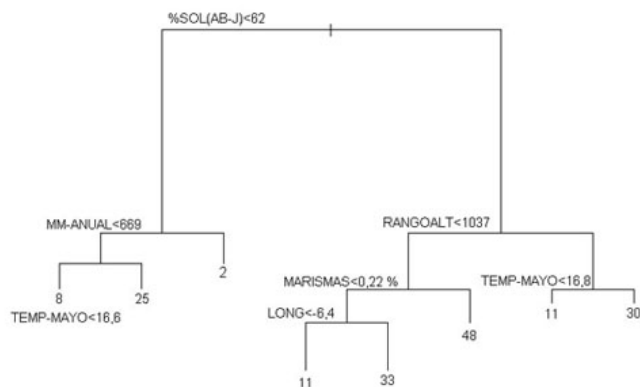 %SOL(AB-J)<62
MM-ANUAL<669
RANGOALT<1037
2
MARISMAS<0,22 %
TEMP-MAYO<16,8
8
25
TEMP-MAYO<16,6
LONG<-6,4
48
11
30
11
33